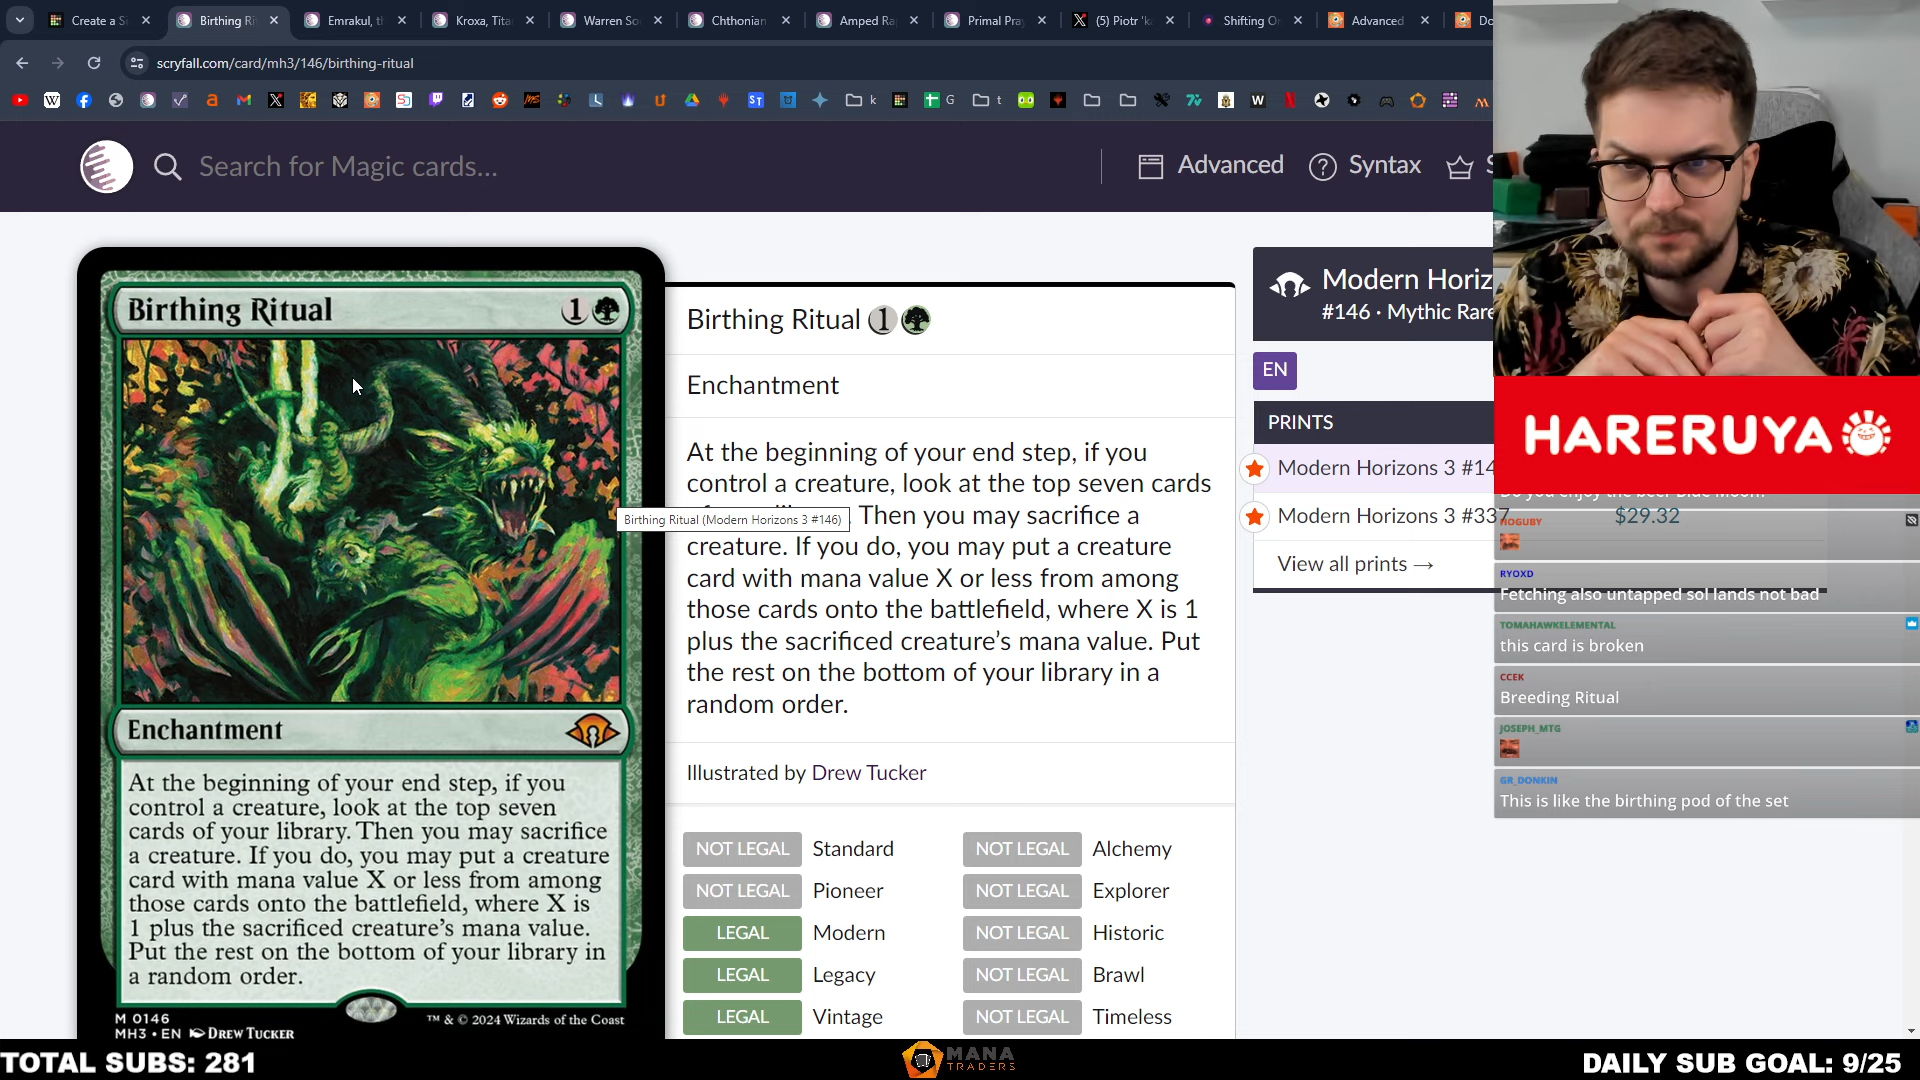 Create a S
Birthing Ri
Emrakul, t
Kroxa, Tita
Warren So
Chthonian
Amped Ra
Primal Pra
(5) Piotr 'k
Shifting O
Advanced
Do
scryfall.com/card/mh3/146/birthing-ritual
k
G
t
Search for Magic cards...
Advanced
Syntax
S
Birthing Ritual 1
Enchantment
At the beginning of your end step, if you
control a creature, look at the top seven
cards of your library. Then you may sacrifice
a creature. If you do, you may put a creature
card with mana value X or less from among
those cards onto the battlefield, where X is
1 plus the sacrificed creature's mana value.
Put the rest on the bottom of your library in
a random order.
M 0146
MH3 • EN DREW TUCKER
™ & © 2024 Wizards of the Coast
Birthing Ritual 1
Enchantment
At the beginning of your end step, if you
control a creature, look at the top seven cards
Then you may sacrifice a
creature. If you do, you may put a creature
card with mana value X or less from among
those cards onto the battlefield, where X is 1
plus the sacrificed creature's mana value. Put
the rest on the bottom of your library in a
random order.
Birthing Ritual (Modern Horizons 3 #146)
Illustrated by Drew Tucker
NOT LEGAL Standard
NOT LEGAL Alchemy
NOT LEGAL Pioneer
NOT LEGAL Explorer
LEGAL Modern
NOT LEGAL Historic
LEGAL Legacy
NOT LEGAL Brawl
LEGAL Vintage
NOT LEGAL Timeless
Modern Horiz
#146 · Mythic Rare
EN
PRINTS
Modern Horizons 3 #14
Modern Horizons 3 #337
$29.32
View all prints →
HARERUYA
Do you enjoy the beer Blue Moon
HOGUBY
RYOXD
Fetching also untapped sol lands not bad
TOMAHAWKELEMENTAL
this card is broken
CCEK
Breeding Ritual
JOSEPH_MTG
GR_DONKIN
This is like the birthing pod of the set
TOTAL SUBS: 281
MANA
TRADERS
DAILY SUB GOAL: 9/25